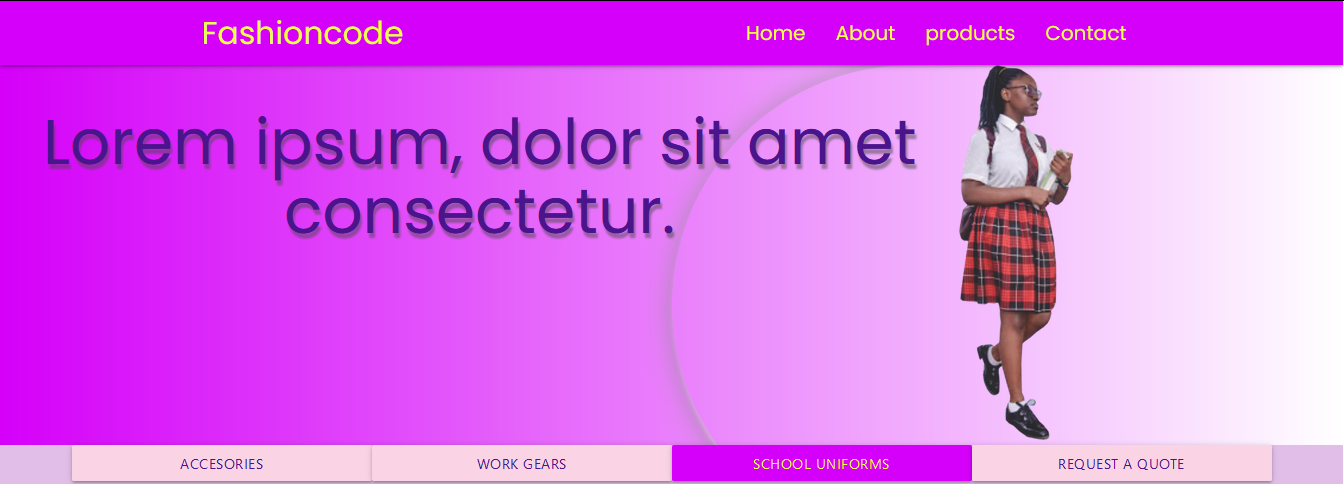 Fashioncode
Home About products Contact
Lorem ipsum, dolor sit amet
consectetur.
ACCESORIES
WORK GEARS
SCHOOL UNIFORMS
REQUEST A QUOTE